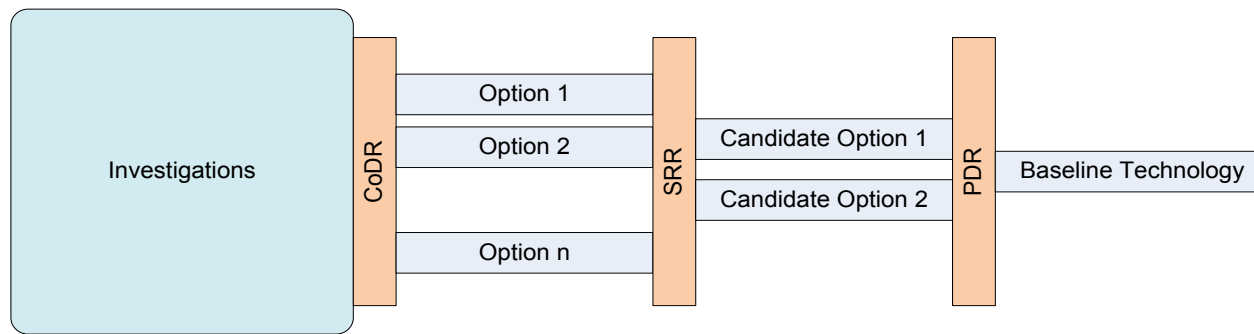 Investigations
CoDR
Option 1
Option 2
Option n
SRR
Candidate Option 1
Candidate Option 2
PDR
Baseline Technology